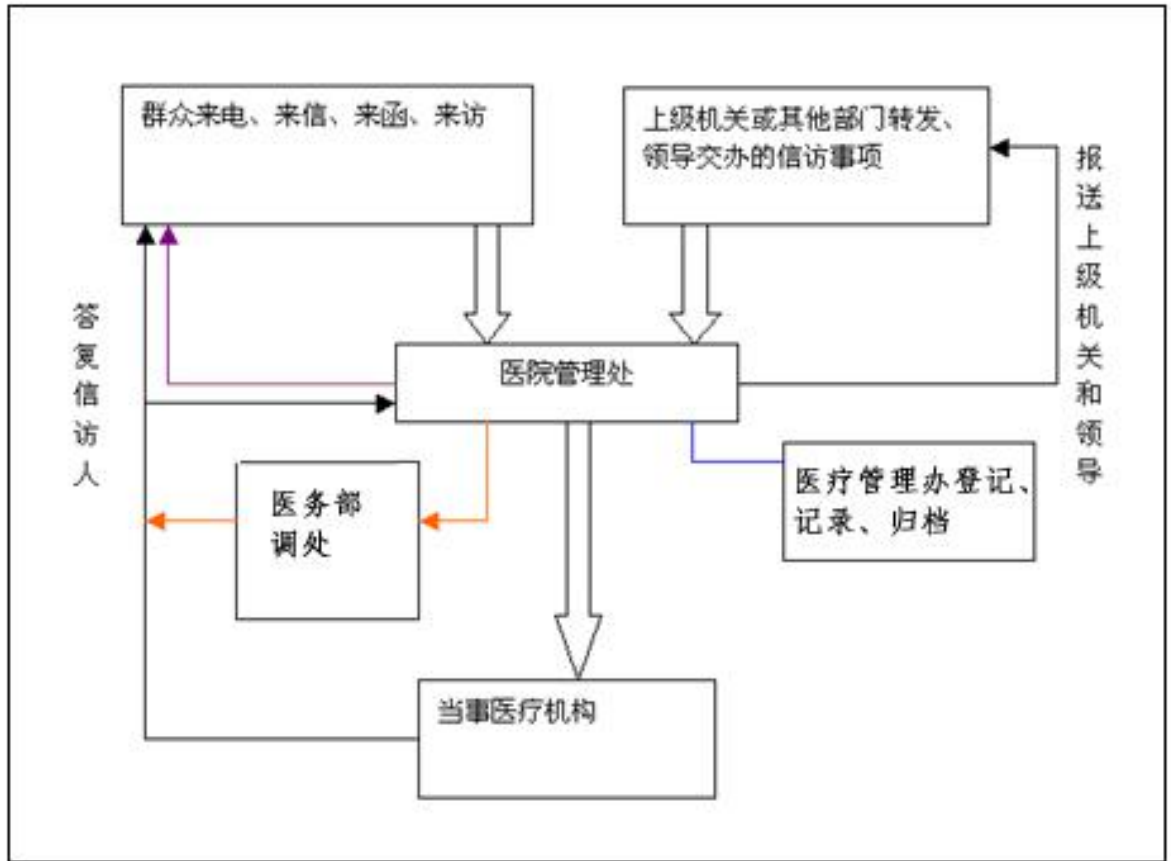 群众来电、来信、来函、来访
上级机关或其他部门转发、
领导交办的信访事项
报送上级机关和领导
答复信访人
医院管理处
医务部
调处
医疗管理办登记、
记录、归档
当事医疗机构